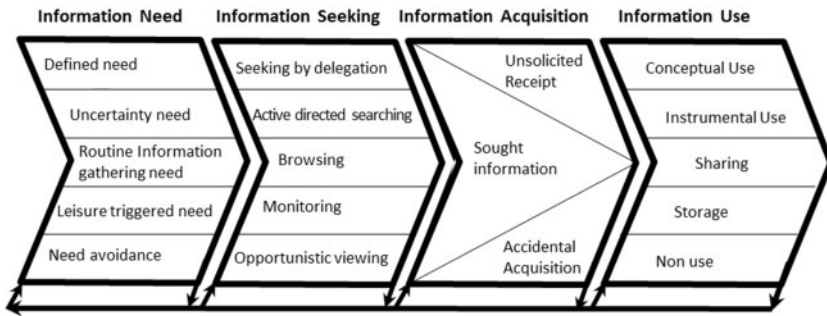 Information Need
Information Seeking
Information Acquisition
Information Use
Defined need
Uncertainty need
Routine Information
gathering need
Leisure triggered need
Need avoidance
Seeking by delegation
Active directed searching
Browsing
Monitoring
Opportunistic viewing
Unsolicited
Receipt
Sought
information
Accidental
Acquisition
Conceptual Use
Instrumental Use
Sharing
Storage
Non use